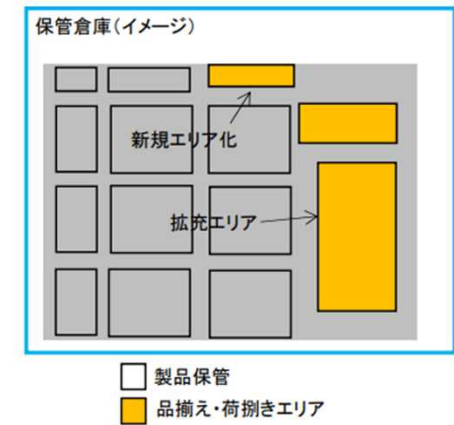 保管倉庫(イメージ)
新規エリア化
拡充エリア
製品保管
品揃え・荷捌きエリア